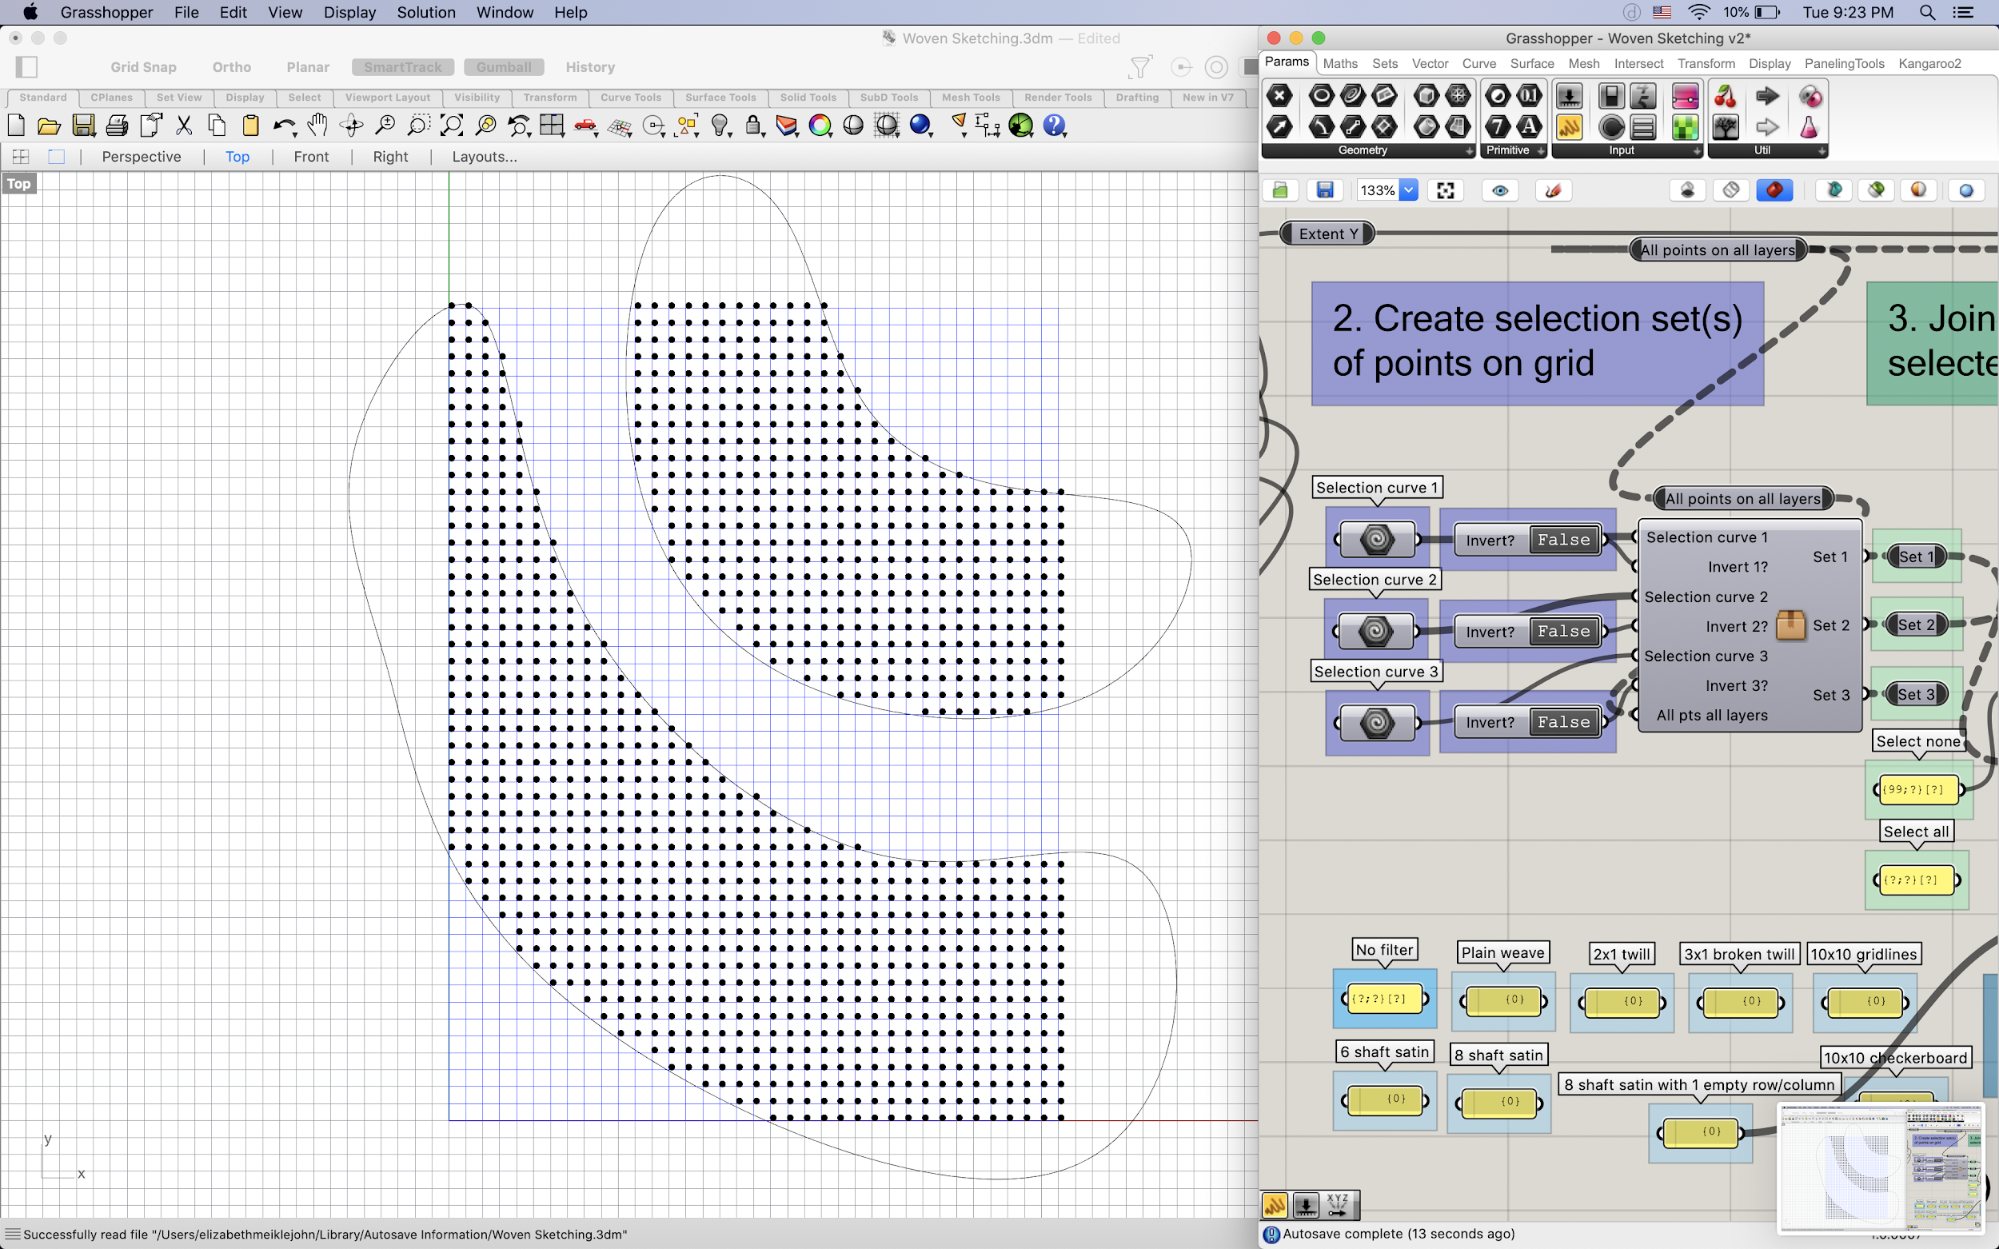 Grasshopper File Edit View Display Solution Window Help
10% Tue 9:23 PM
Woven Sketching.3dm — Edited
Grid Snap Ortho Planar SmartTrack Gumball History
Standard CPlanes Set View Display Select Viewport Layout Visibility Transform Curve Tools Surface Tools Solid Tools SubD Tools Mesh Tools Render Tools Drafting New in V7
Perspective Top Front Right Layouts...
Top
y
x
Successfully read file "/Users/elizabethmeiklejohn/Library/Autosave Information/Woven Sketching.3dm"
Grasshopper - Woven Sketching v2*
Params Maths Sets Vector Curve Surface Mesh Intersect Transform Display PanelingTools Kangaroo2
Geometry Primitive Input Util
133%
Extent Y
All points on all layers
2. Create selection set(s)
of points on grid
3. Join
selecte
Selection curve 1
All points on all layers
Invert? False
Selection curve 2
Invert? False
Selection curve 3
Invert? False
Selection curve 1
Invert 1?
Selection curve 2
Invert 2?
Selection curve 3
Invert 3?
All pts all layers
Set 1
Set 2
Set 3
Set 1
Set 2
Set 3
Select none
{99;?}[?]
Select all
{?;?}[?]
No filter Plain weave 2x1 twill 3x1 broken twill 10x10 gridlines
{?;?}[?] {0} {0} {0} {0}
6 shaft satin 8 shaft satin 10x10 checkerboard
{0} {0}
8 shaft satin with 1 empty row/column
{0}
XYZ
Autosave complete (13 seconds ago)